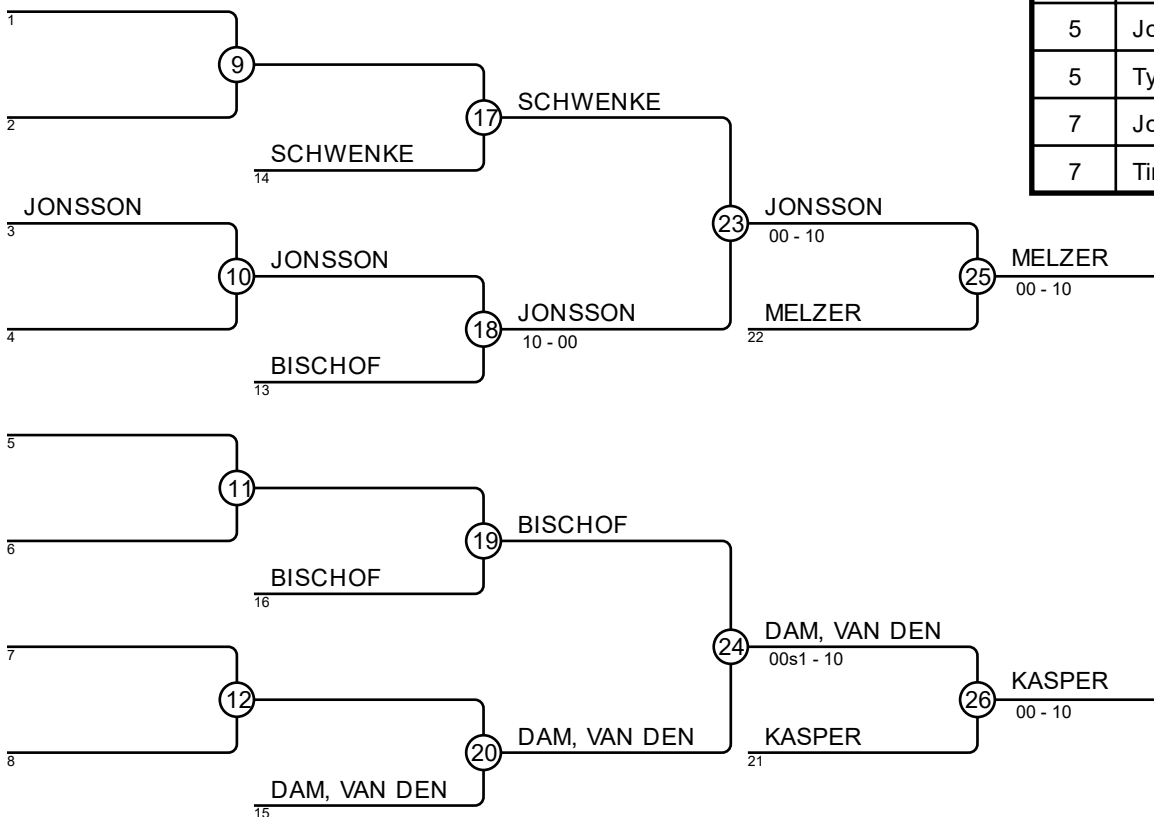 1
9
2
17
SCHWENKE
SCHWENKE
14
JONSSON
3
10
JONSSON
4
18
JONSSON
10 - 00
BISCHOF
13
23
JONSSON
00 - 10
MELZER
22
25
MELZER
00 - 10
5
11
6
19
BISCHOF
BISCHOF
16
7
12
8
20
DAM, VAN DEN
DAM, VAN DEN
15
24
DAM, VAN DEN
00s1 - 10
KASPER
21
26
KASPER
00 - 10
5 Jo
5 Ty
7 Jo
7